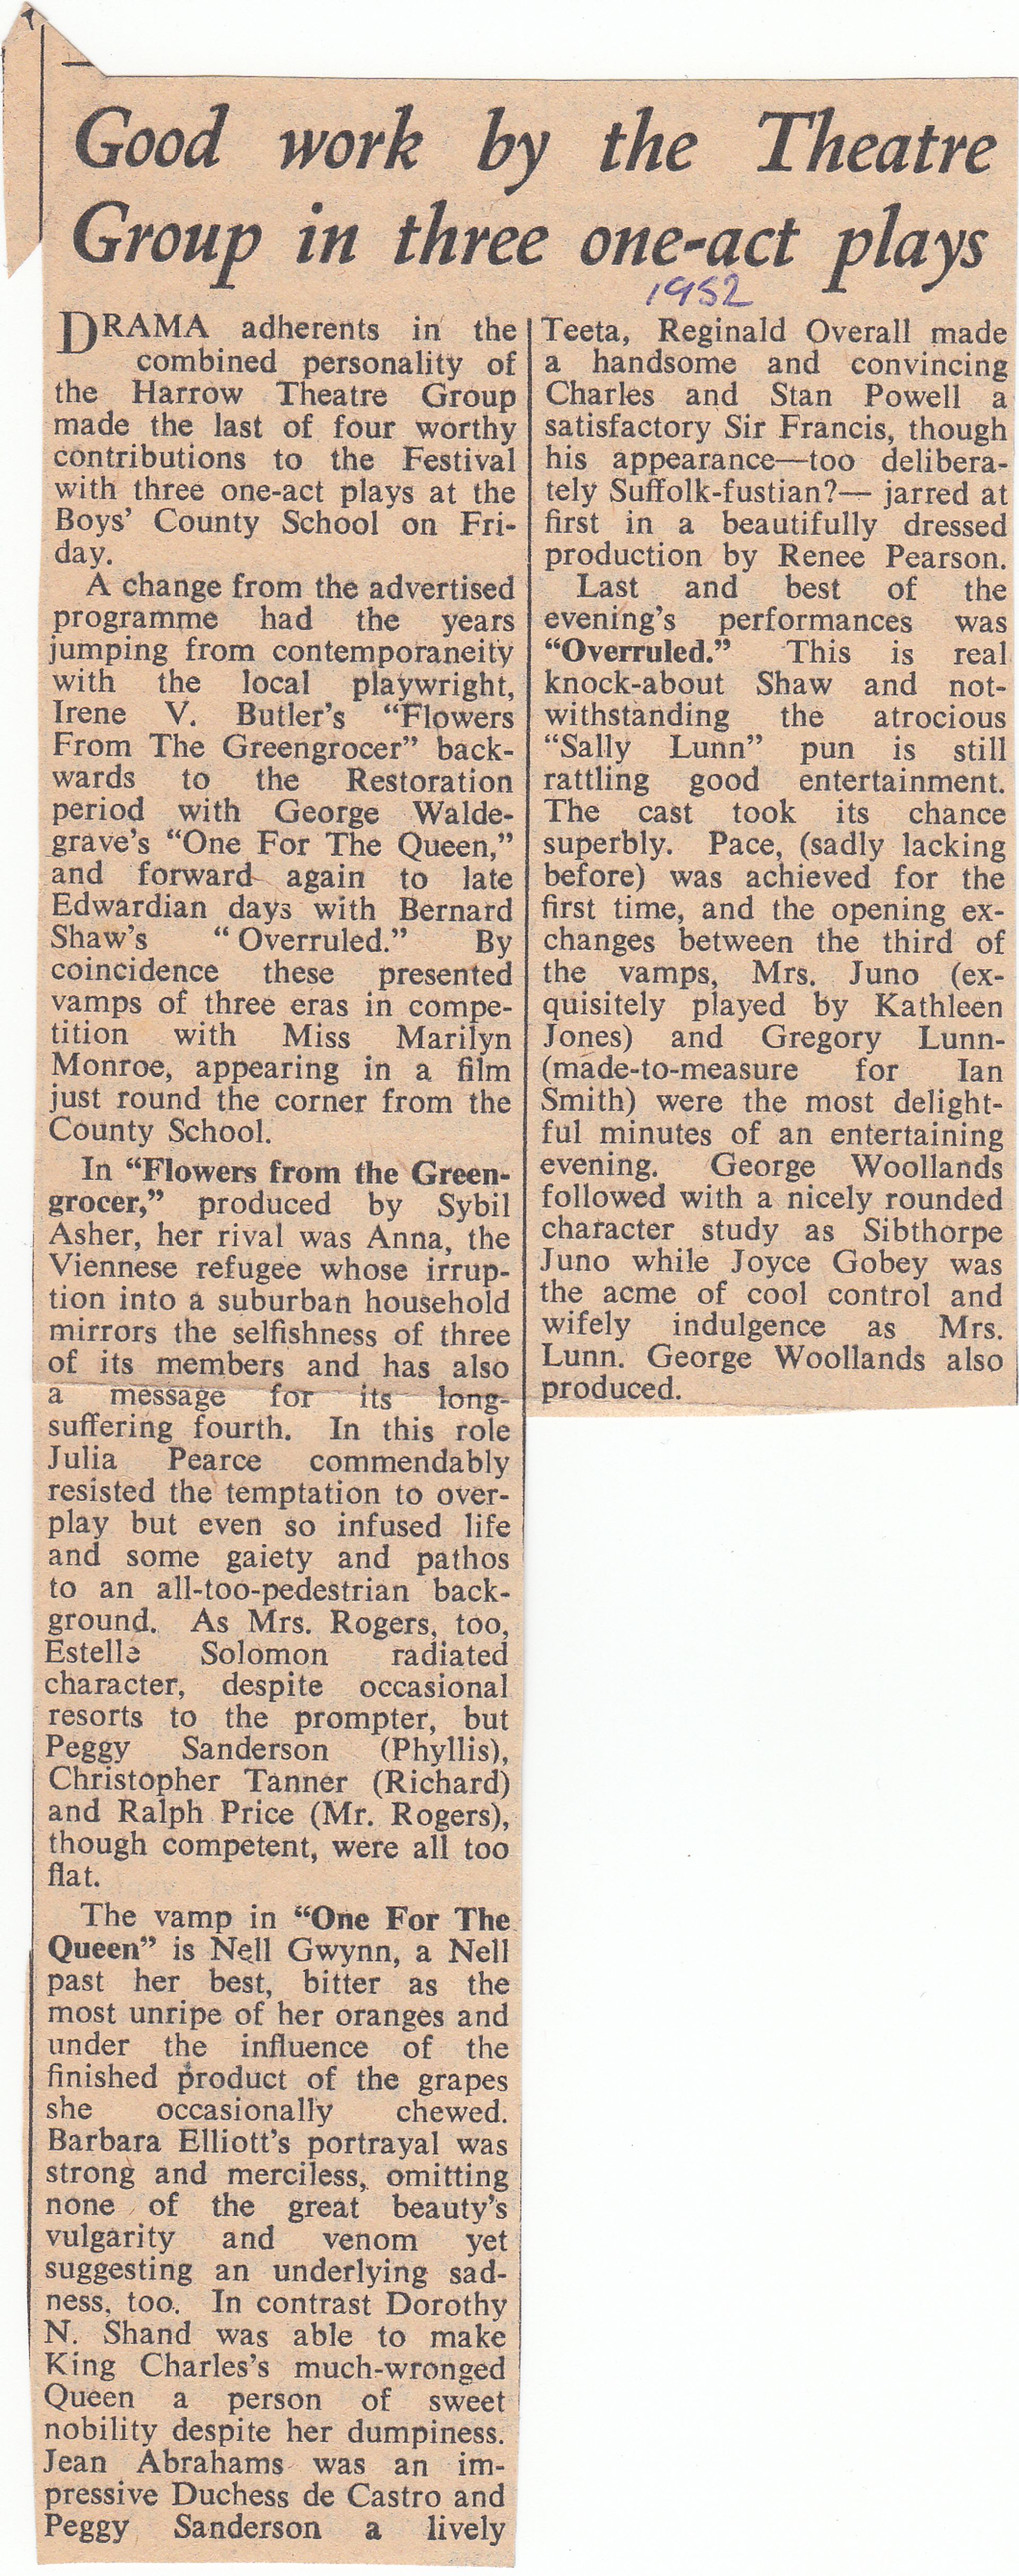 Good work by the Theatre
Group in three one-act plays
1952
DRAMA adherents in the
combined personality of
the Harrow Theatre Group
made the last of four worthy
contributions to the Festival
with three one-act plays at the
Boys' County School on Fri-
day.
A change from the advertised
programme had the years
jumping from contemporaneity
with the local playwright,
Irene V. Butler's "Flowers
From The Greengrocer" back-
wards to the Restoration
period with George Walde-
grave's "One For The Queen,"
and forward again to late
Edwardian days with Bernard
Shaw's "Overruled." By
coincidence these presented
vamps of three eras in compe-
tition with Miss Marilyn
Monroe, appearing in a film
just round the corner from the
County School.
In "Flowers from the Green-
grocer," produced by Sybil
Asher, her rival was Anna, the
Viennese refugee whose irrup-
tion into a suburban household
mirrors the selfishness of three
of its members and has also
a message for its long-
suffering fourth. In this role
Julia Pearce commendably
resisted the temptation to over-
play but even so infused life
and some gaiety and pathos
to an all-too-pedestrian back-
ground. As Mrs. Rogers, too,
Estelle Solomon radiated
character, despite occasional
resorts to the prompter, but
Peggy Sanderson (Phyllis),
Christopher Tanner (Richard)
and Ralph Price (Mr. Rogers),
though competent, were all too
flat.
The vamp in "One For The
Queen" is Nell Gwynn, a Nell
past her best, bitter as the
most unripe of her oranges and
under the influence of the
finished product of the grapes
she occasionally chewed.
Barbara Elliott's portrayal was
strong and merciless, omitting
none of the great beauty's
vulgarity and venom yet
suggesting an underlying sad-
ness, too. In contrast Dorothy
N. Shand was able to make
King Charles's much-wronged
Queen a person of sweet
nobility despite her dumpiness.
Jean Abrahams was an im-
pressive Duchess de Castro and
Peggy Sanderson a lively
Teeta, Reginald Overall made
a handsome and convincing
Charles and Stan Powell a
satisfactory Sir Francis, though
his appearance—too delibera-
tely Suffolk-fustian?— jarred at
first in a beautifully dressed
production by Renee Pearson.
Last and best of the
evening's performances was
"Overruled." This is real
knock-about Shaw and not-
withstanding the atrocious
"Sally Lunn" pun is still
rattling good entertainment.
The cast took its chance
superbly. Pace, (sadly lacking
before) was achieved for the
first time, and the opening ex-
changes between the third of
the vamps, Mrs. Juno (ex-
quisitely played by Kathleen
Jones) and Gregory Lunn-
(made-to-measure for Ian
Smith) were the most delight-
ful minutes of an entertaining
evening. George Woollands
followed with a nicely rounded
character study as Sibthorpe
Juno while Joyce Gobey was
the acme of cool control and
wifely indulgence as Mrs.
Lunn. George Woollands also
produced.